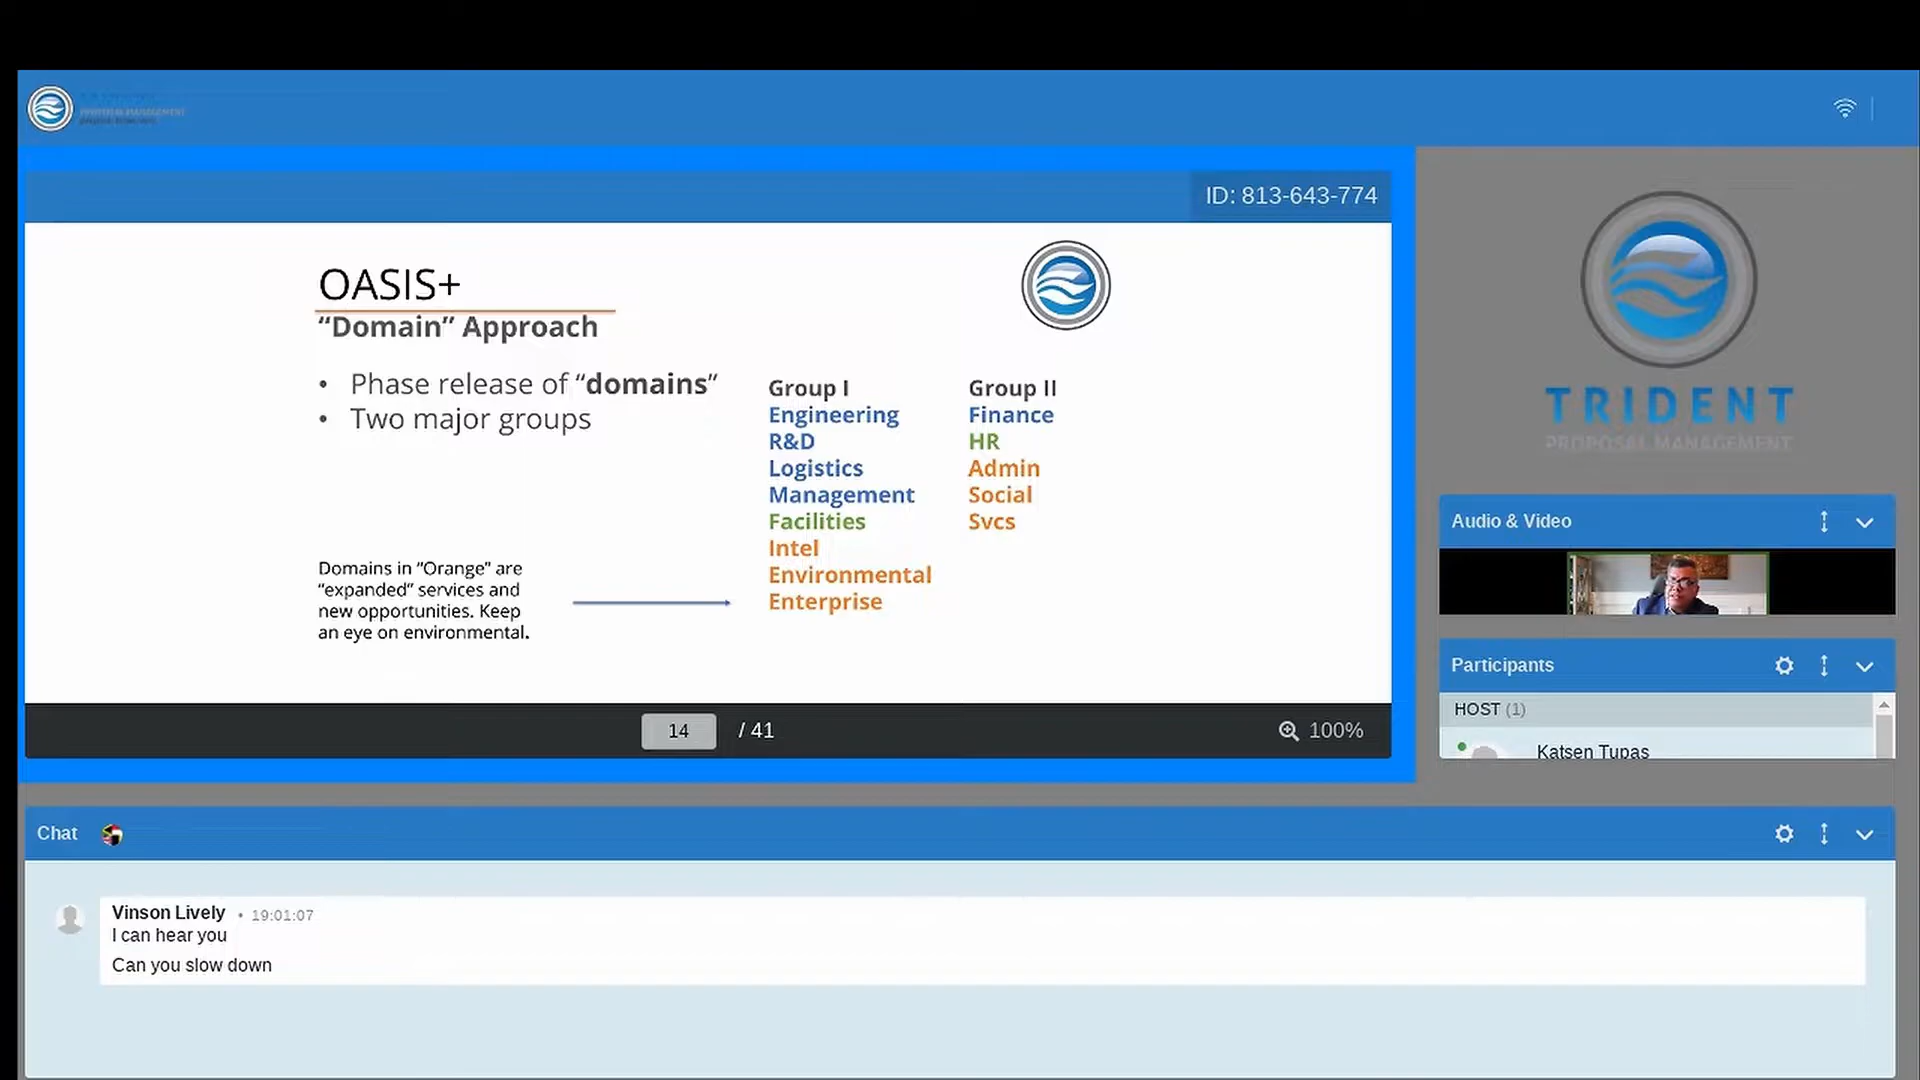 ID: 813-643-774
OASIS+
“Domain” Approach
• Phase release of “domains”
• Two major groups
Group I
Engineering
R&D
Logistics
Management
Facilities
Intel
Environmental
Enterprise
Group II
Finance
HR
Admin
Social
Svcs
Domains in “Orange” are
“expanded” services and
new opportunities. Keep
an eye on environmental.
14 / 41
100%
TRIDENT
PROPOSAL MANAGEMENT
Audio & Video
Participants
HOST (1)
Katsen Tupas
Chat
Vinson Lively • 19:01:07
I can hear you
Can you slow down